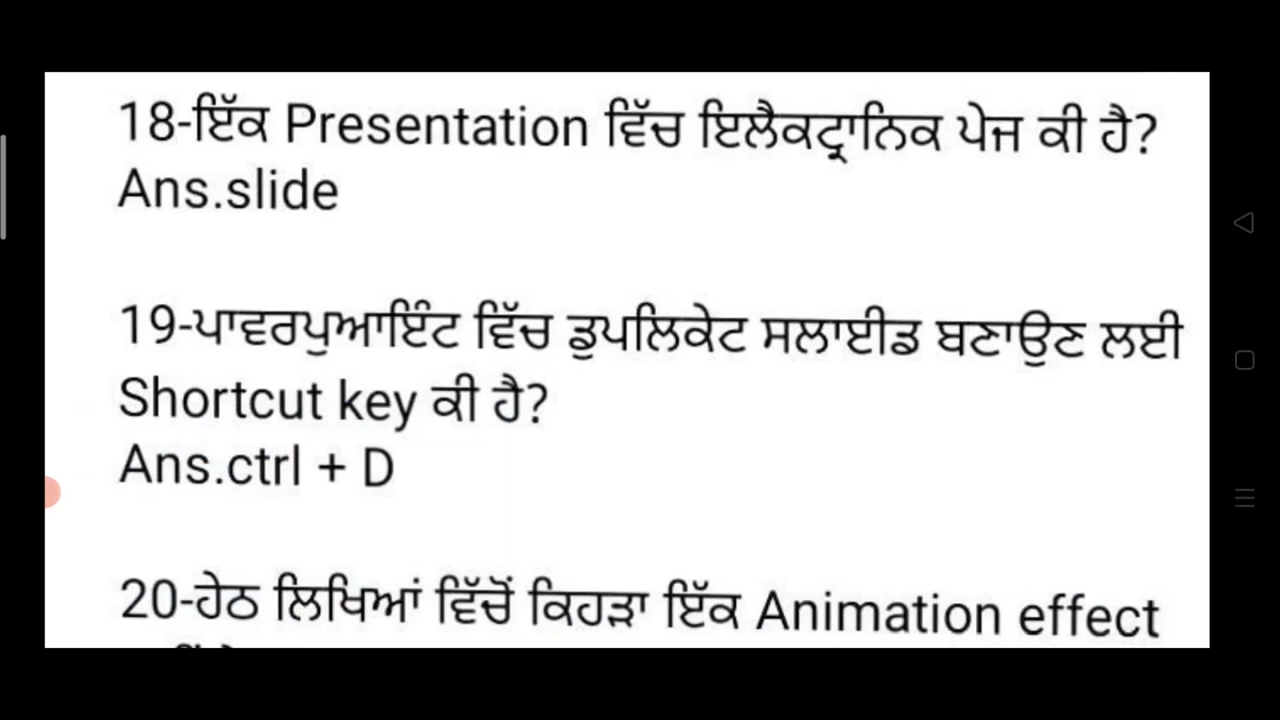 18-ਇੱਕ Presentation ਵਿੱਚ ਇਲੈਕਟ੍ਰਾਨਿਕ ਪੇਜ ਕੀ ਹੈ?
Ans.slide
19-ਪਾਵਰਪੁਆਇੰਟ ਵਿੱਚ ਡੁਪਲਿਕੇਟ ਸਲਾਈਡ ਬਣਾਉਣ ਲਈ
Shortcut key ਕੀ ਹੈ?
Ans.ctrl + D
20-ਹੇਠ ਲਿਖਿਆਂ ਵਿੱਚੋਂ ਕਿਹੜਾ ਇੱਕ Animation effect